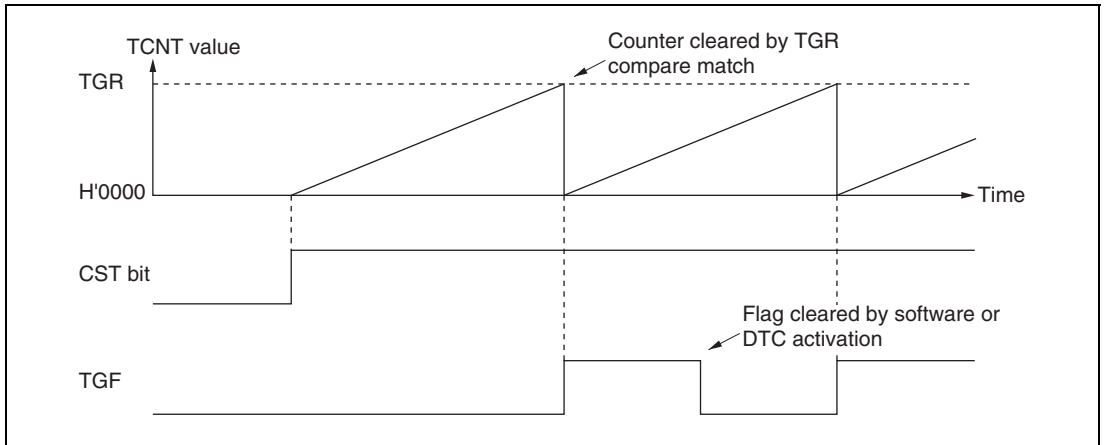 TCNT value
Counter cleared by TGR
compare match
TGR
H'0000
Time
CST bit
Flag cleared by software or
DTC activation
TGF